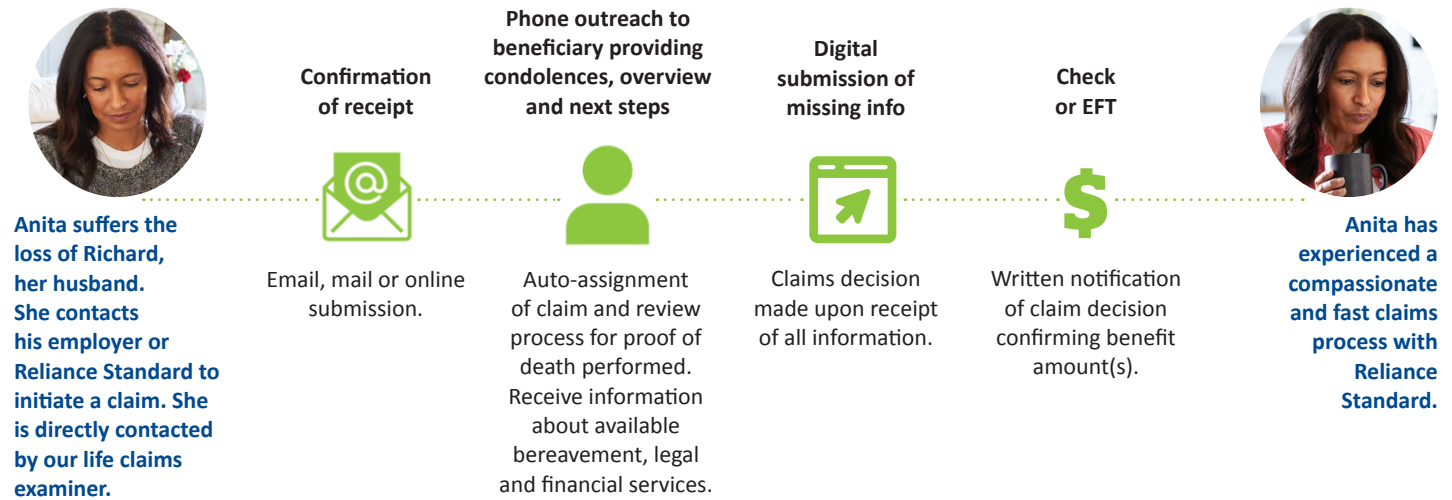 Anita suffers the
loss of Richard,
her husband.
She contacts
his employer or
Reliance Standard to
initiate a claim. She
is directly contacted
by our life claims
examiner.
Confirmation
of receipt
@
Email, mail or online
submission.
Phone outreach to
beneficiary providing
condolences, overview
and next steps
Auto-assignment
of claim and review
process for proof of
death performed.
Receive information
about available
bereavement, legal
and financial services.
Digital
submission of
missing info
Claims decision
made upon receipt
of all information.
Check
or EFT
$
Written notification
of claim decision
confirming benefit
amount(s).
Anita has
experienced a
compassionate
and fast claims
process with
Reliance
Standard.